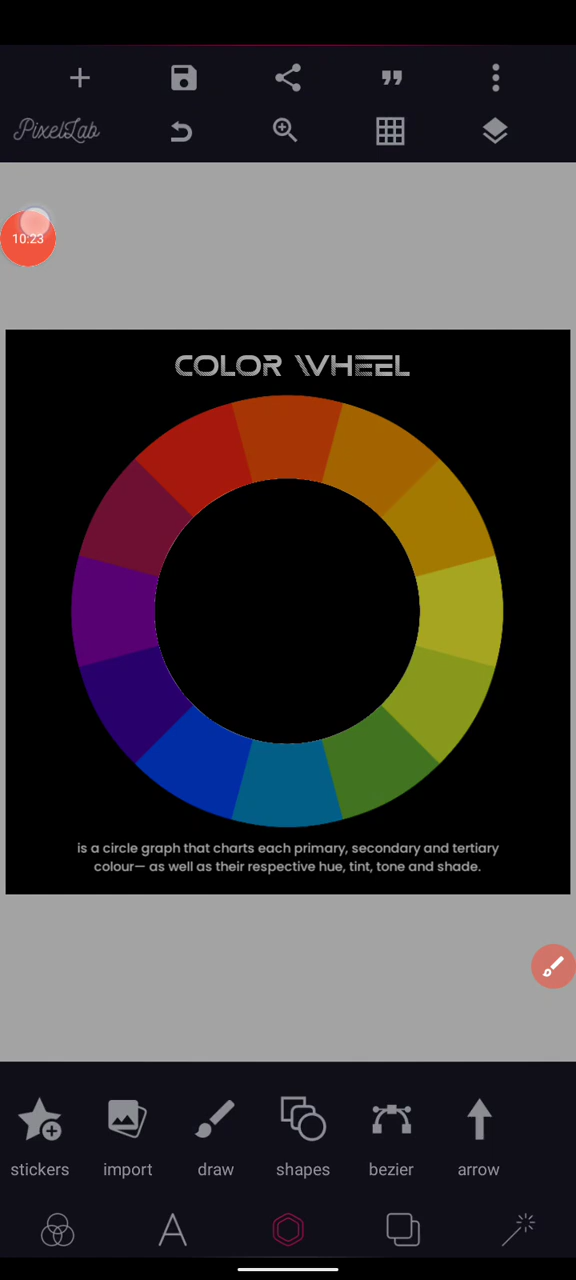 PixelLab
10:23
COLOR WHEEL
is a circle graph that charts each primary, secondary and tertiary
colour— as well as their respective hue, tint, tone and shade.
stickers import draw shapes bezier arrow